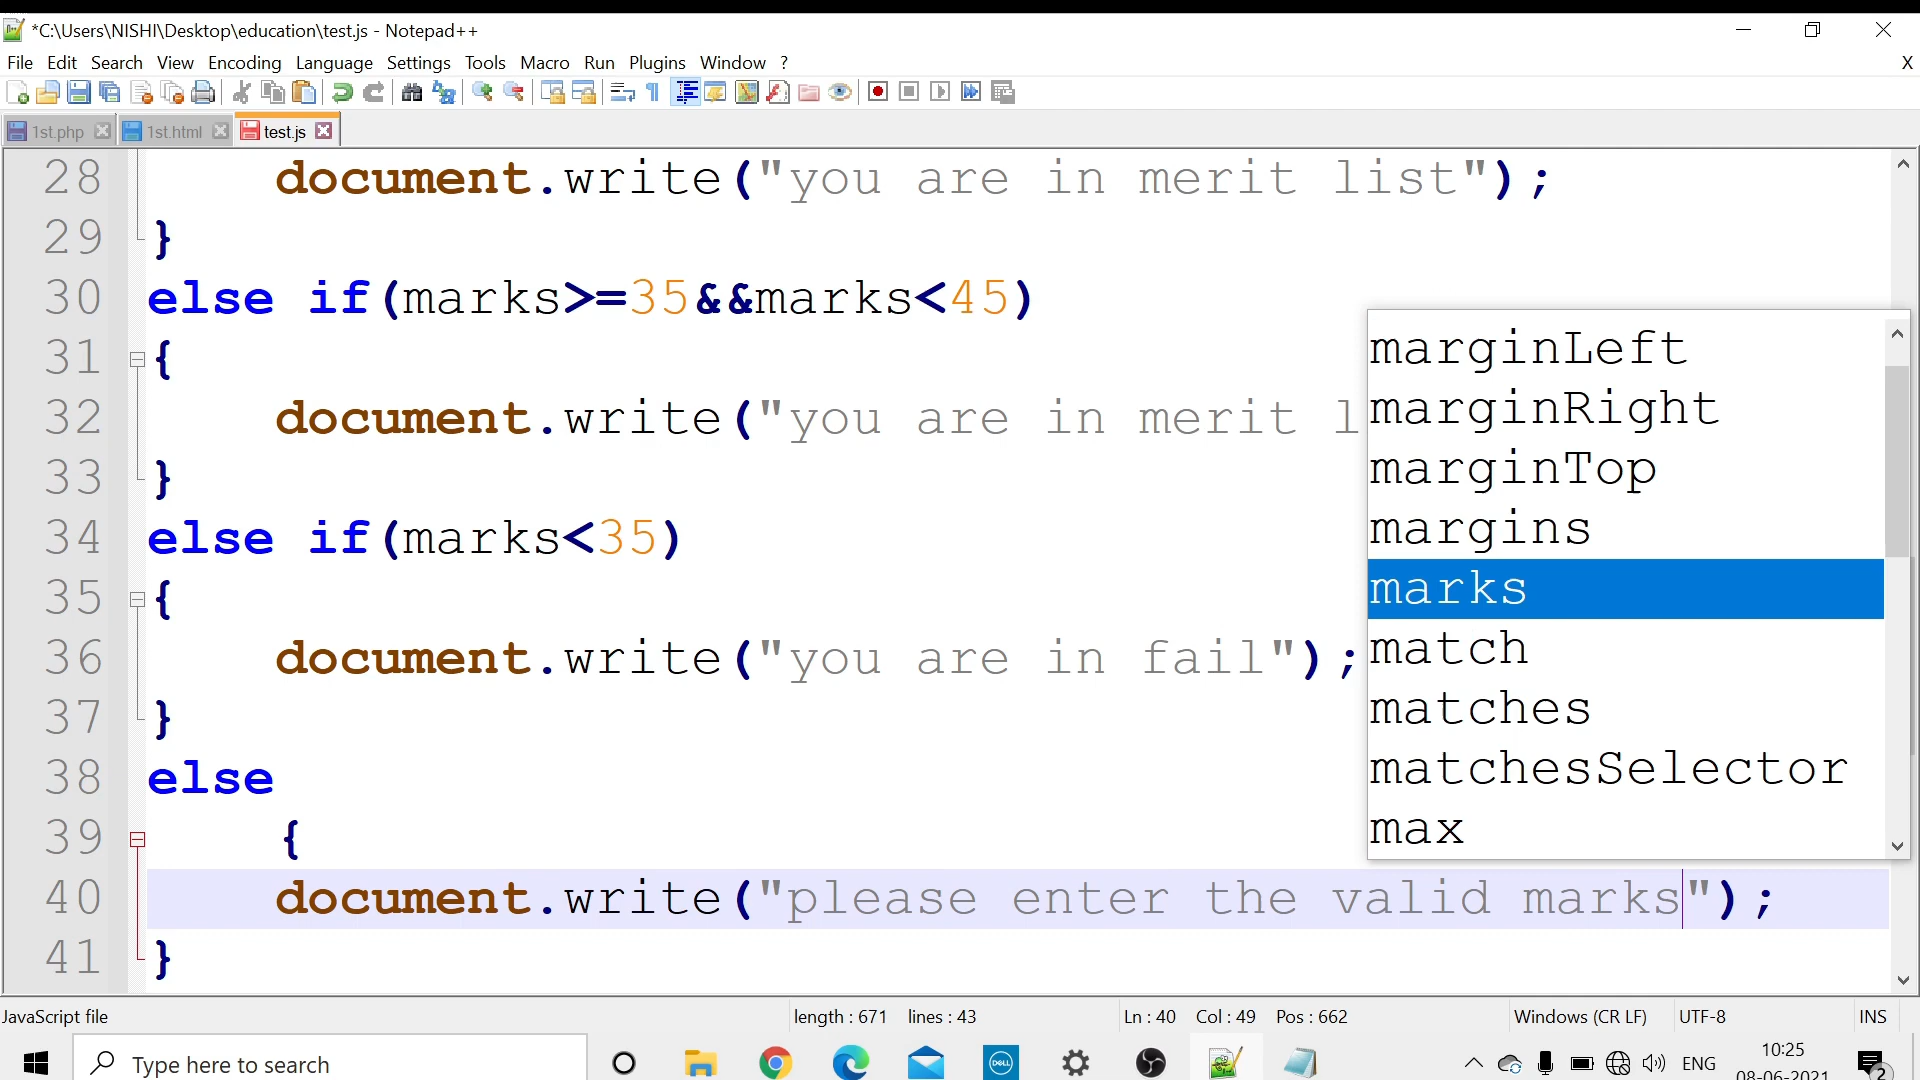 *C:\Users\NISHI\Desktop\education\test.js - Notepad++
File Edit Search View Encoding Language Settings Tools Macro Run Plugins Window ? X
1st.php 1st.html test.js
28 document.write("you are in merit list");
29 }
30 else if(marks>=35&&marks<45)
31 {
32 document.write("you are in merit l
33 }
34 else if(marks<35)
35 {
36 document.write("you are in fail");
37 }
38 else
39 {
40 document.write("please enter the valid marks");
41 }
marginLeft
marginRight
marginTop
margins
marks
match
matches
matchesSelector
max
JavaScript file length : 671 lines : 43 Ln : 40 Col : 49 Pos : 662 Windows (CR LF) UTF-8 INS
Type here to search DELL ENG 10:25
08-06-2021 2